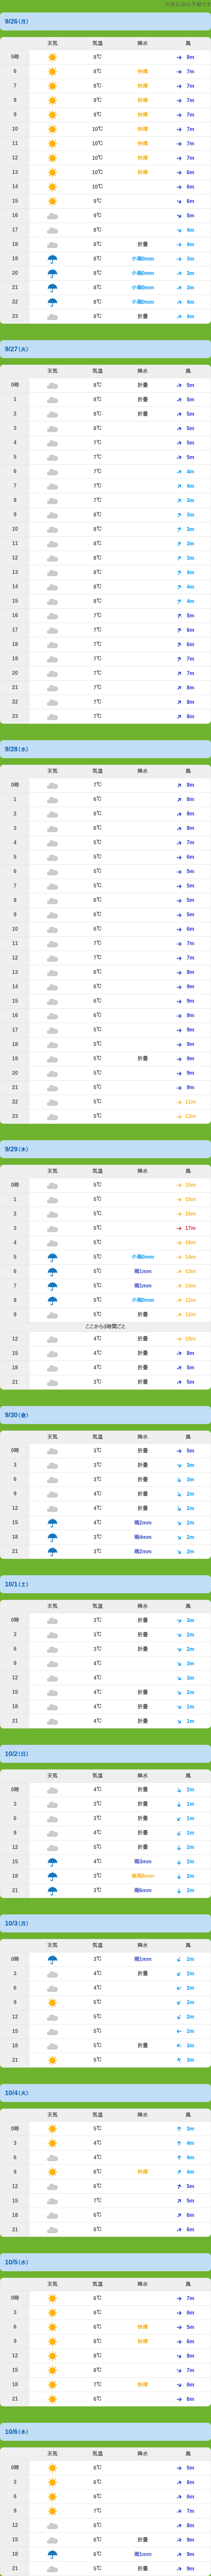 9/26(月)
天気 気温 降水 風
5時 8℃ 8m
6 8℃ 快適 7m
7 8℃ 快適 7m
8 9℃ 快適 7m
9 9℃ 快適 7m
10 10℃ 快適 7m
11 10℃ 快適 7m
12 10℃ 快適 7m
13 10℃ 快適 6m
14 10℃ 6m
15 9℃ 6m
16 9℃ 5m
17 8℃ 4m
18 8℃ 折畳 4m
19 8℃ 小雨0mm 3m
20 8℃ 小雨0mm 3m
21 8℃ 小雨0mm 3m
22 8℃ 小雨0mm 4m
23 8℃ 折畳 4m
9/27(火)
天気 気温 降水 風
0時 8℃ 折畳 5m
1 8℃ 折畳 5m
2 8℃ 折畳 5m
3 8℃ 5m
4 7℃ 5m
5 7℃ 5m
6 7℃ 4m
7 7℃ 4m
8 7℃ 3m
9 8℃ 3m
10 8℃ 3m
11 8℃ 3m
12 8℃ 3m
13 8℃ 4m
14 8℃ 4m
15 8℃ 4m
16 7℃ 5m
17 7℃ 6m
18 7℃ 6m
19 7℃ 7m
20 7℃ 7m
21 7℃ 8m
22 7℃ 8m
23 7℃ 8m
9/28(水)
天気 気温 降水 風
0時 7℃ 8m
1 6℃ 8m
2 6℃ 8m
3 6℃ 8m
4 5℃ 7m
5 5℃ 6m
6 5℃ 5m
7 5℃ 5m
8 6℃ 5m
9 6℃ 5m
10 6℃ 6m
11 7℃ 7m
12 7℃ 7m
13 6℃ 8m
14 6℃ 9m
15 6℃ 9m
16 6℃ 9m
17 5℃ 9m
18 5℃ 9m
19 5℃ 折畳 9m
20 5℃ 9m
21 5℃ 9m
22 5℃ 11m
23 5℃ 13m
9/29(木)
天気 気温 降水 風
0時 5℃ 15m
1 5℃ 15m
2 5℃ 16m
3 5℃ 17m
4 5℃ 16m
5 5℃ 小雨0mm 14m
6 5℃ 雨1mm 13m
7 5℃ 雨1mm 13m
8 5℃ 小雨0mm 12m
9 5℃ 折畳 12m
ここから3時間ごと
12 4℃ 折畳 10m
15 4℃ 折畳 8m
18 4℃ 折畳 5m
21 3℃ 折畳 5m
9/30(金)
天気 気温 降水 風
0時 3℃ 折畳 5m
3 3℃ 折畳 3m
6 3℃ 折畳 3m
9 4℃ 折畳 2m
12 4℃ 折畳 2m
15 4℃ 雨2mm 2m
18 3℃ 雨4mm 2m
21 3℃ 雨2mm 2m
10/1(土)
天気 気温 降水 風
0時 3℃ 折畳 3m
3 3℃ 折畳 2m
6 3℃ 折畳 2m
9 4℃ 3m
12 4℃ 3m
15 4℃ 折畳 2m
18 4℃ 折畳 1m
21 4℃ 折畳 1m
10/2(日)
天気 気温 降水 風
0時 4℃ 折畳 2m
3 3℃ 折畳 1m
6 3℃ 折畳 1m
9 4℃ 折畳 1m
12 5℃ 折畳 2m
15 4℃ 雨3mm 2m
18 3℃ 2m
21 3℃ 雨6mm 2m
10/3(月)
天気 気温 降水 風
0時 3℃ 雨1mm 2m
3 4℃ 折畳 2m
6 4℃ 2m
9 5℃ 2m
12 5℃ 2m
15 5℃ 2m
18 5℃ 折畳 3m
21 5℃ 3m
10/4(火)
天気 気温 降水 風
0時 5℃ 3m
3 4℃ 4m
6 4℃ 4m
9 6℃ 快適 4m
12 6℃ 5m
15 7℃ 5m
18 6℃ 6m
21 6℃ 6m
10/5(水)
天気 気温 降水 風
0時 6℃ 7m
3 6℃ 6m
6 6℃ 快適 5m
9 8℃ 快適 6m
12 8℃ 8m
15 8℃ 7m
18 7℃ 快適 6m
21 6℃ 6m
10/6(木)
天気 気温 降水 風
0時 6℃ 5m
3 6℃ 6m
6 6℃ 6m
9 7℃ 7m
12 6℃ 8m
15 6℃ 折畳 9m
18 6℃ 雨1mm 9m
21 5℃ 折畳 9m